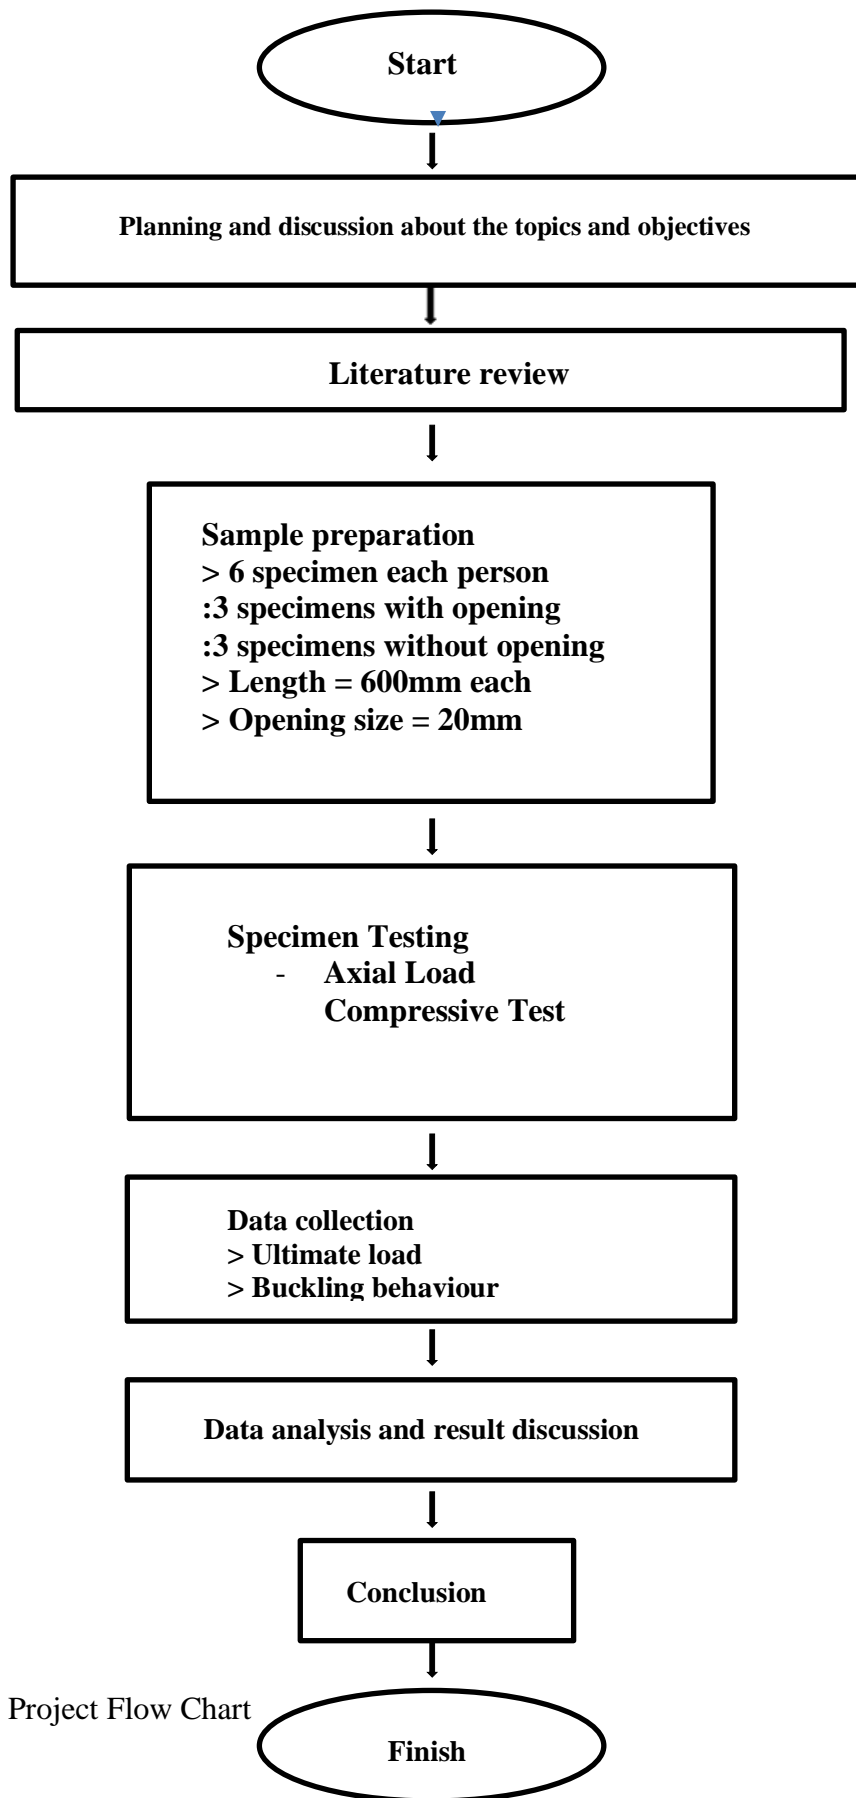 Start
Planning and discussion about the topics and objectives
Literature review
Sample preparation
> 6 specimen each person
:3 specimens with opening
:3 specimens without opening
> Length = 600mm each
> Opening size = 20mm
Specimen Testing
- Axial Load
Compressive Test
Data collection
> Ultimate load
> Buckling behaviour
Data analysis and result discussion
Conclusion
Project Flow Chart
Finish